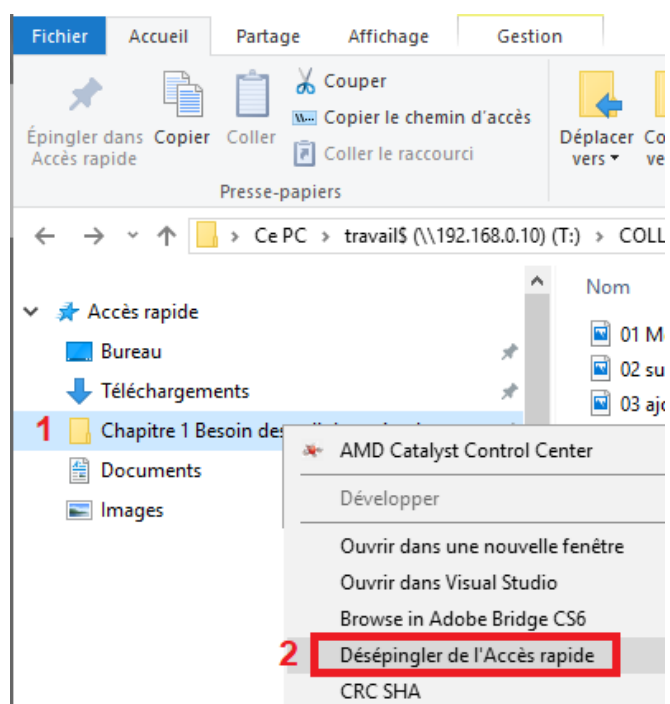 Fichier Accueil Partage Affichage Gestion
Couper
Copier le chemin d'accès
Coller le raccourci
Épingler dans Accès rapide
Copier
Coller
Déplacer vers
Presse-papiers
Ce PC > travail$ (\\192.168.0.10) (T:) > COLL
Nom
Accès rapide
Bureau
Téléchargements
1 Chapitre 1 Besoin
Documents
Images
01
02 su
03 ajo
AMD Catalyst Control Center
Développer
Ouvrir dans une nouvelle fenêtre
Ouvrir dans Visual Studio
Browse in Adobe Bridge CS6
2 Désépingler de l'Accès rapide
CRC SHA